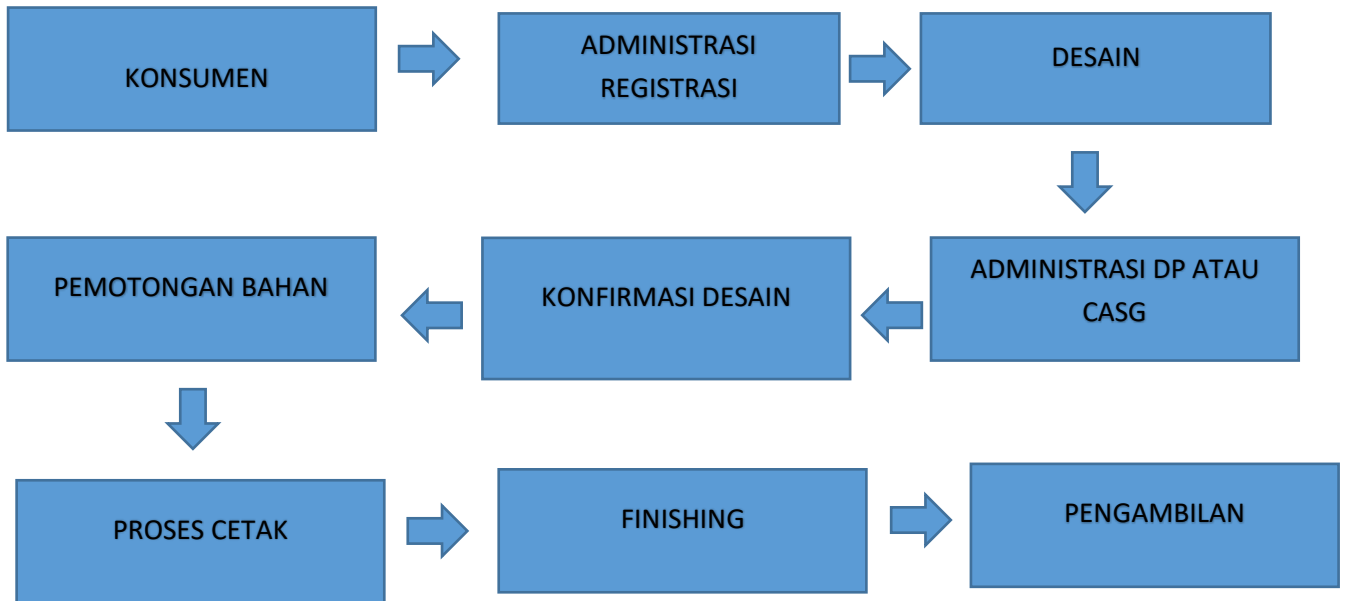 KONSUMEN
ADMINISTRASI
REGISTRASI
DESAIN
ADMINISTRASI DP ATAU
CASG
KONFIRMASI DESAIN
PEMOTONGAN BAHAN
PROSES CETAK
FINISHING
PENGAMBILAN